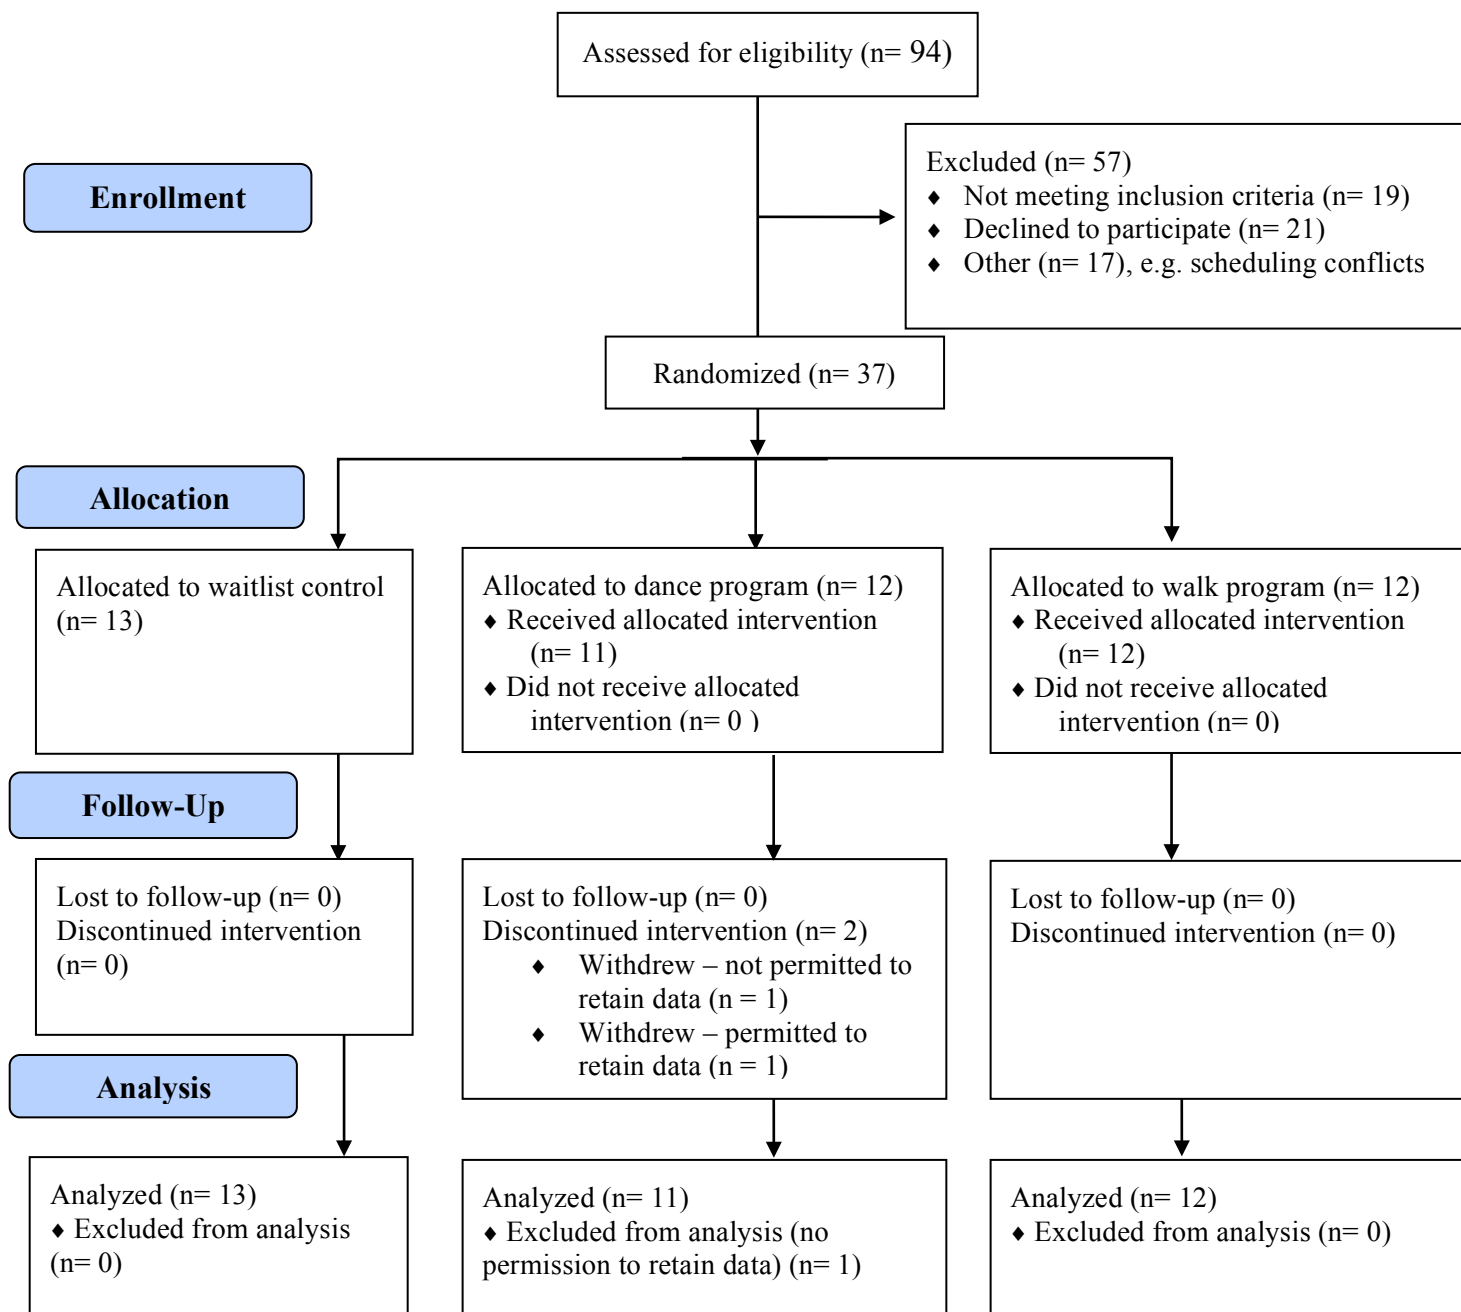 Assessed for eligibility (n= 94)
Enrollment
Excluded (n= 57)
♦ Not meeting inclusion criteria (n= 19)
♦ Declined to participate (n= 21)
♦ Other (n= 17), e.g. scheduling conflicts
Randomized (n= 37)
Allocation
Allocated to waitlist control
(n= 13)
Allocated to dance program (n= 12)
♦ Received allocated intervention
(n= 11)
♦ Did not receive allocated
intervention (n= 0 )
Allocated to walk program (n= 12)
♦ Received allocated intervention
(n= 12)
♦ Did not receive allocated
intervention (n= 0)
Follow-Up
Lost to follow-up (n= 0)
Discontinued intervention
(n= 0)
Lost to follow-up (n= 0)
Discontinued intervention (n= 2)
♦ Withdrew – not permitted to
retain data (n = 1)
♦ Withdrew – permitted to
retain data (n = 1)
Lost to follow-up (n= 0)
Discontinued intervention (n= 0)
Analysis
Analyzed (n= 13)
♦ Excluded from analysis
(n= 0)
Analyzed (n= 11)
♦ Excluded from analysis (no
permission to retain data) (n= 1)
Analyzed (n= 12)
♦ Excluded from analysis (n= 0)